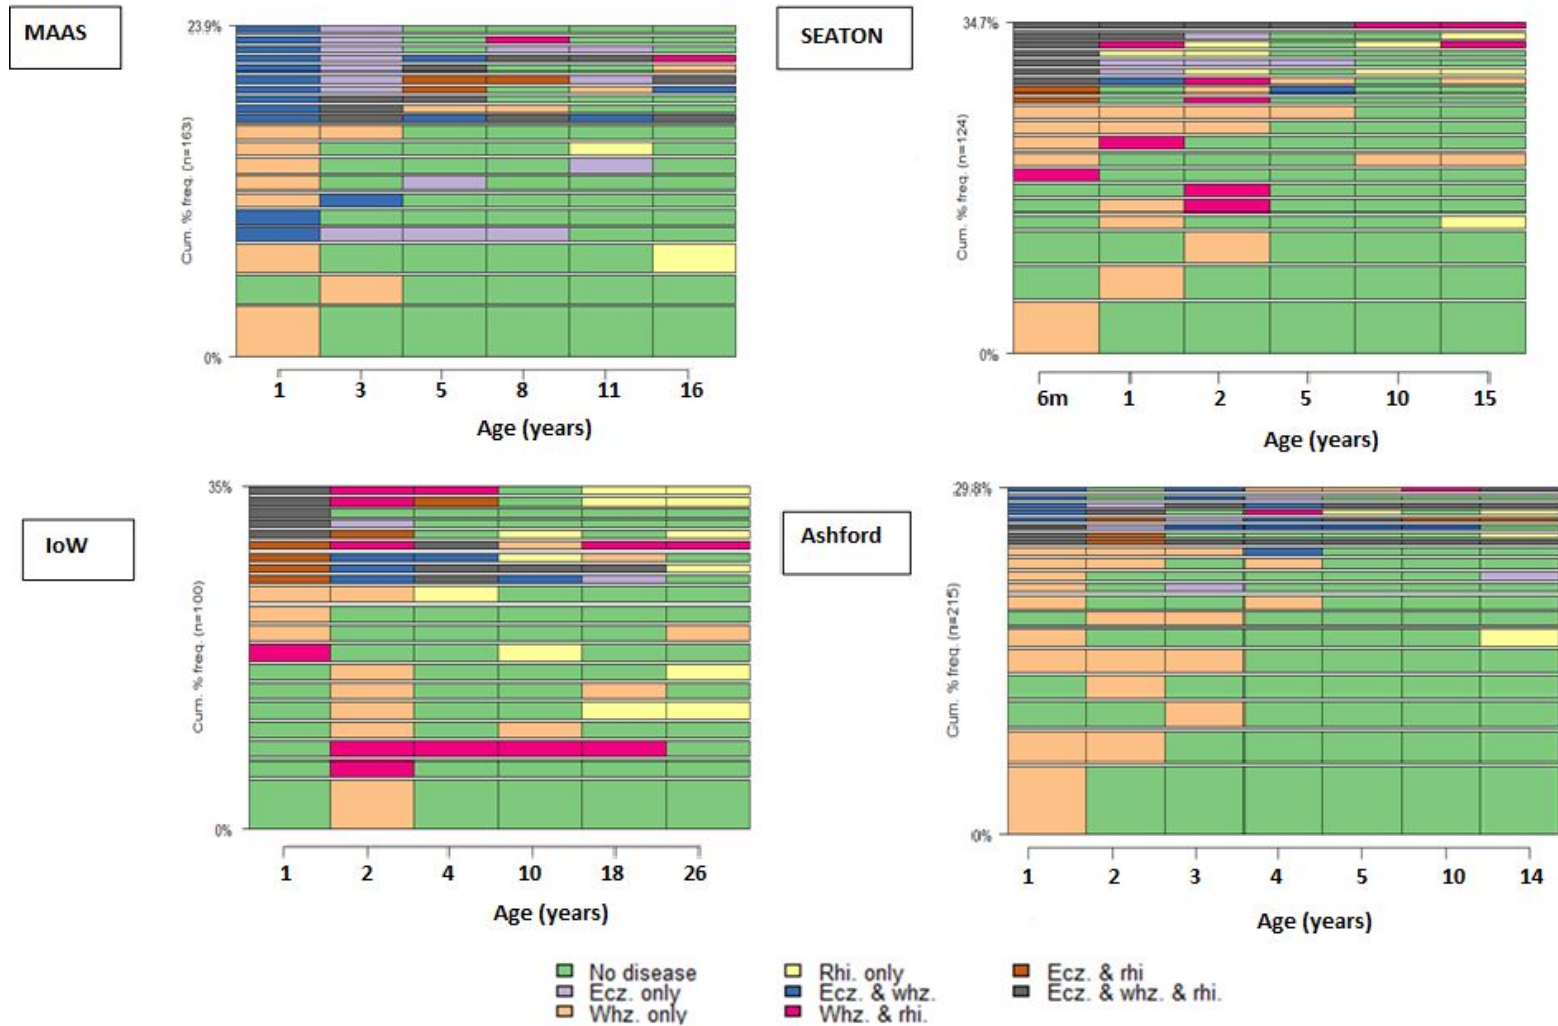 MAAS
23.9%
Cum. % freq. (n=163)
0%
1 3 5 8 11 16
Age (years)
SEATON
34.7%
Cum. % freq. (n=124)
0%
6m 1 2 5 10 15
Age (years)
IoW
35%
Cum. % freq. (n=100)
0%
1 2 4 10 18 26
Age (years)
Ashford
29.8%
Cum. % freq. (n=215)
0%
1 2 3 4 5 10 14
Age (years)
No disease
Ecz. only
Whz. only
Rhi. only
Ecz. & whz.
Whz. & rhi.
Ecz. & rhi
Ecz. & whz. & rhi.